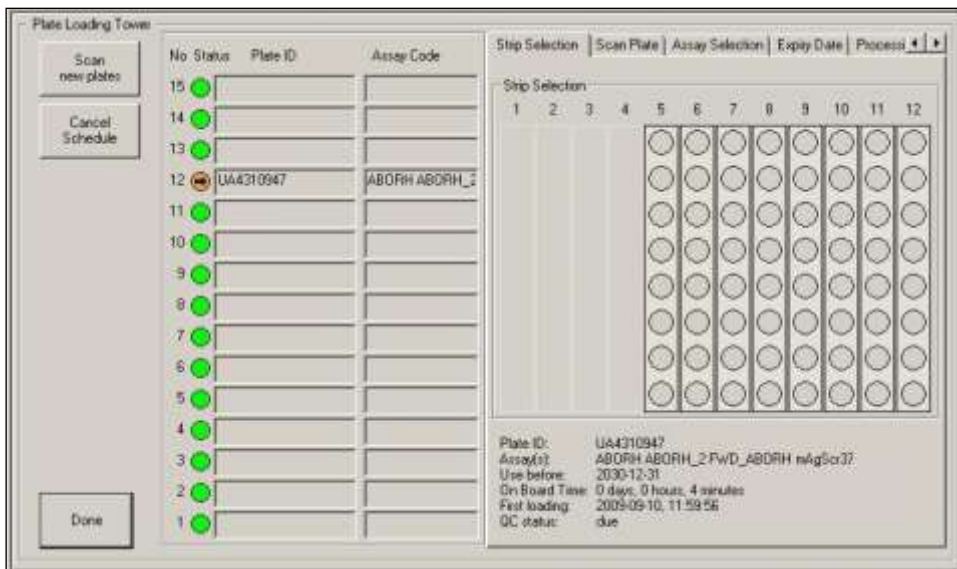 Plate Loading Tower
Scan new plates
Cancel Schedule
Done
No Status Plate ID Assay Code
15
14
13
12 UA4310947 ABORH ABORH_2
11
10
9
8
7
6
5
4
3
2
1
Strip Selection Scan Plate Assay Selection Expiry Date Processi
Strip Selection
1 2 3 4 5 6 7 8 9 10 11 12
Plate ID: UA4310947
Assay(s): ABORH ABORH_2 FWD_ABORH mAgScr37
Use before: 2030-12-31
On Board Time: 0 days, 0 hours, 4 minutes
First loading: 2009-09-10, 11:59:56
QC status: due